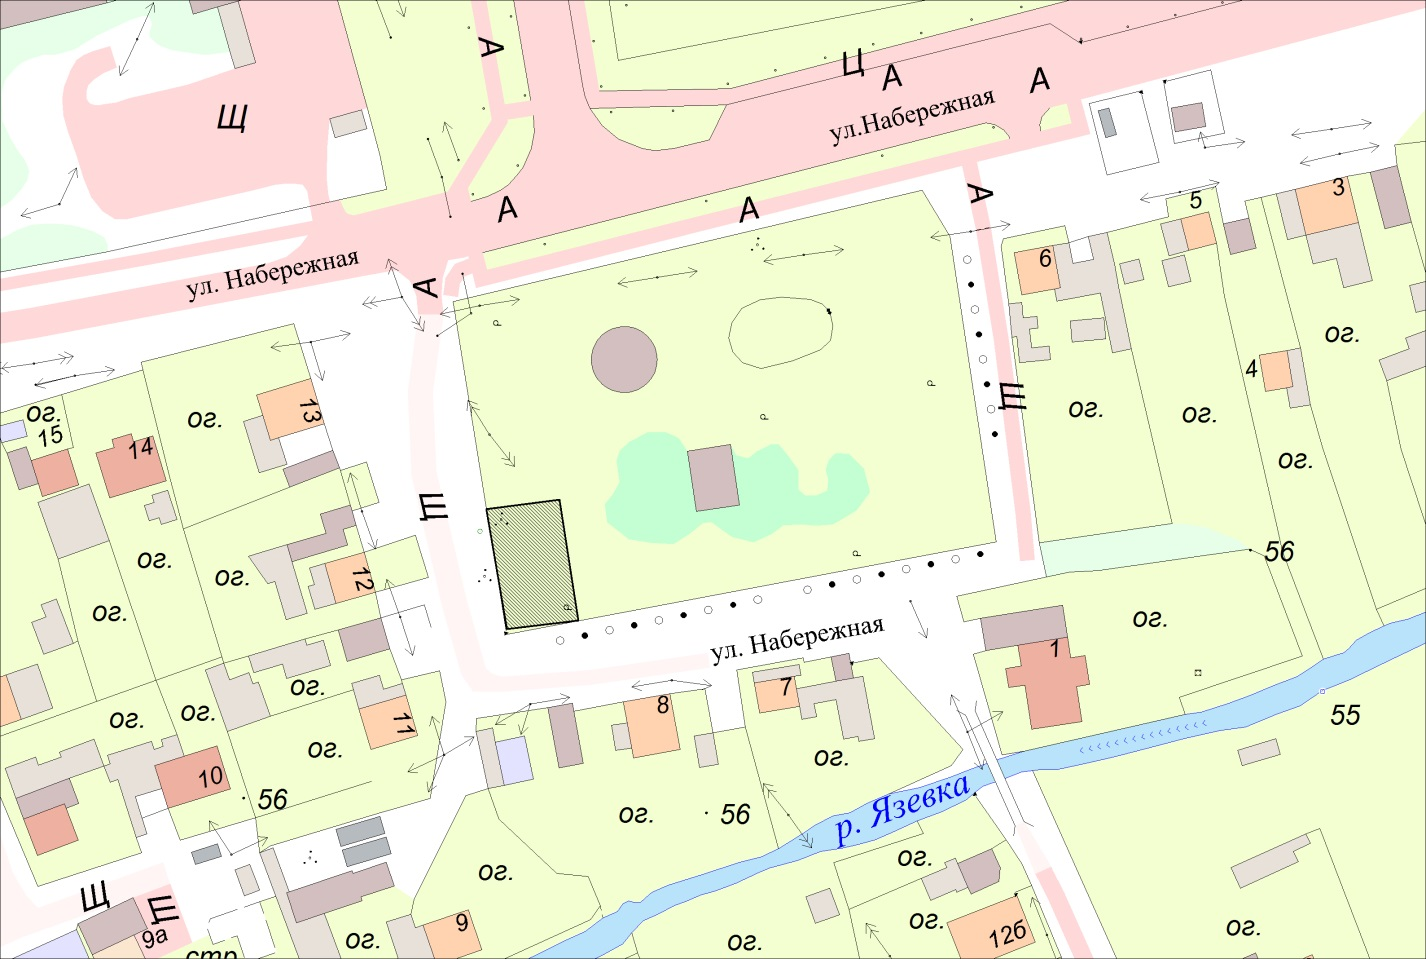 А
Ц
А
А
ул.Набережная
Щ
А
А
А
5
3
ул. Набережная
А
6
ог.
4
Щ
ог.
ог.
ог.
ог.
13
ог.
15
14
ог.
Щ
56
ог.
12
ог.
ог.
ог.
ул. Набережная
1
7
8
ог.
ог.
ог.
11
ог.
55
ог.
10
56
ог.
56
р. Язевка
ог.
ог.
Щ
Щ
9а
стр.
ог.
9
ог.
ог.
12б
ог.